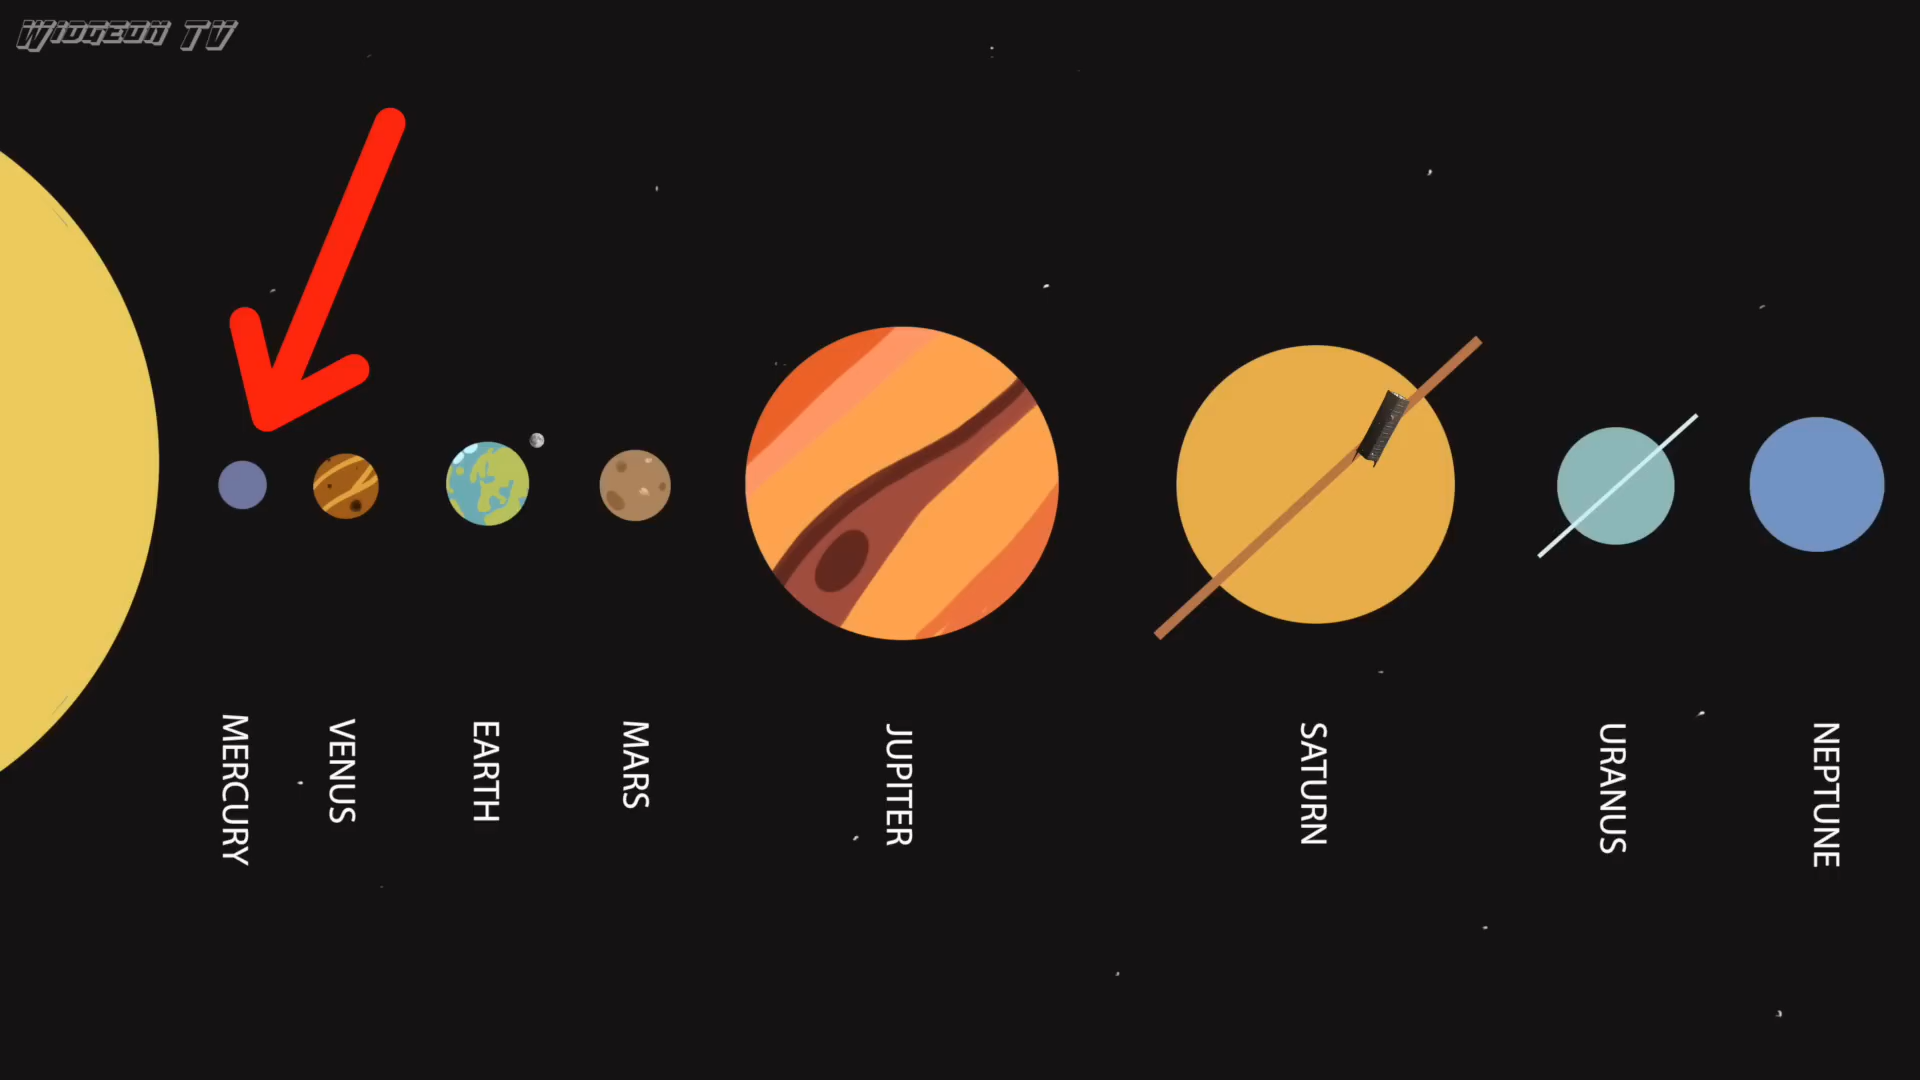 Widgeon TV
MERCURY
VENUS
EARTH
MARS
JUPITER
SATURN
URANUS
NEPTUNE